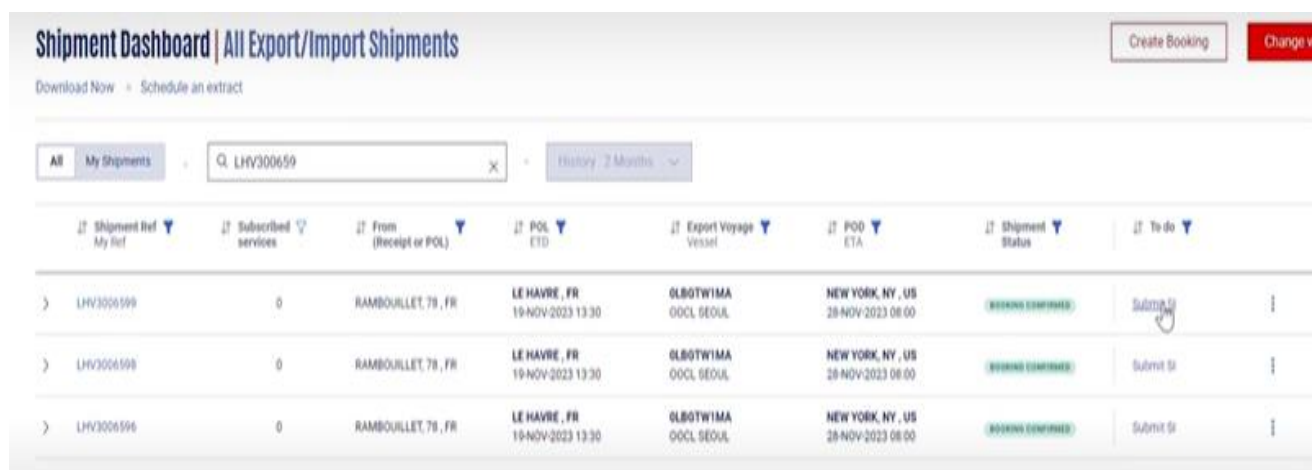 Shipment Dashboard | All Export/Import Shipments
Create Booking
Change
Download Now Schedule an extract
All My Shipments LHV300659 History 2 Months
Shipment Ref Subscribed From POL Export Voyage POD Shipment To do
My Ref services (Receipt or POL) ETD Vessel ETA Status
LHV3006599 0 RAMBOUILLET, 78 , FR LE HAVRE , FR 0LBGTW1MA NEW YORK, NY , US BOOKING CONFIRMED Submit SI
19-NOV-2023 13:30 OOCL SEOUL 28-NOV-2023 08:00
LHV3006598 0 RAMBOUILLET, 78 , FR LE HAVRE , FR 0LBGTW1MA NEW YORK, NY , US BOOKING CONFIRMED Submit SI
19-NOV-2023 13:30 OOCL SEOUL 28-NOV-2023 08:00
LHV3006596 0 RAMBOUILLET, 78 , FR LE HAVRE , FR 0LBGTW1MA NEW YORK, NY , US BOOKING CONFIRMED Submit SI
19-NOV-2023 13:30 OOCL SEOUL 28-NOV-2023 08:00